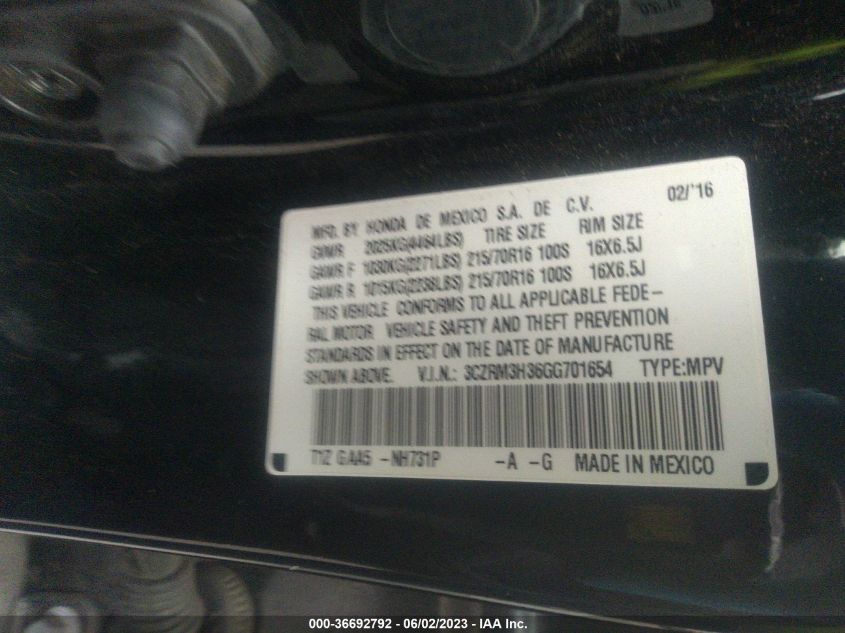 MFD. BY HONDA DE MEXICO S.A. DE C.V. 02/'16
GVWR 2025KG(4464LBS) TIRE SIZE RIM SIZE
GAWR F 1030KG(2271LBS) 215/70R16 100S 16X6.5J
GAWR R 1015KG(2238LBS) 215/70R16 100S 16X6.5J
THIS VEHICLE CONFORMS TO ALL APPLICABLE FEDE-
RAL MOTOR VEHICLE SAFETY AND THEFT PREVENTION
STANDARDS IN EFFECT ON THE DATE OF MANUFACTURE
SHOWN ABOVE. V.I.N.: 3CZRM3H36GG701654 TYPE:MPV
T1Z GAA5 -NH731P -A -G MADE IN MEXICO
000-36692792 - 06/02/2023 - IAA Inc.